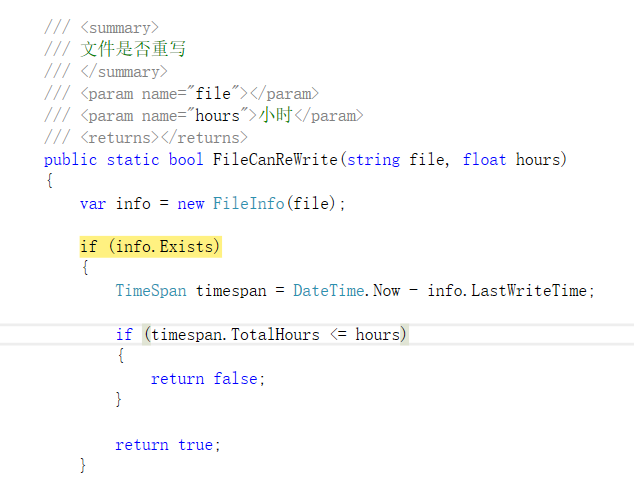 /// <summary>
/// 文件是否重写
/// </summary>
/// <param name="file"></param>
/// <param name="hours">小时</param>
/// <returns></returns>
public static bool FileCanReWrite(string file, float hours)
{
    var info = new FileInfo(file);

    if (info.Exists)
    {
        TimeSpan timespan = DateTime.Now - info.LastWriteTime;

        if (timespan.TotalHours <= hours)
        {
            return false;
        }

        return true;
    }